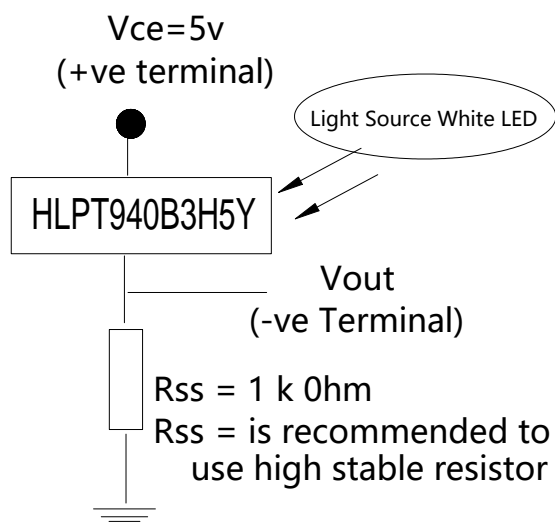 Vce=5v
(+ve terminal)
Light Source White LED
HLPT940B3H5Y
Vout
(-ve Terminal)
Rss = 1 k 0hm
Rss = is recommended to
use high stable resistor